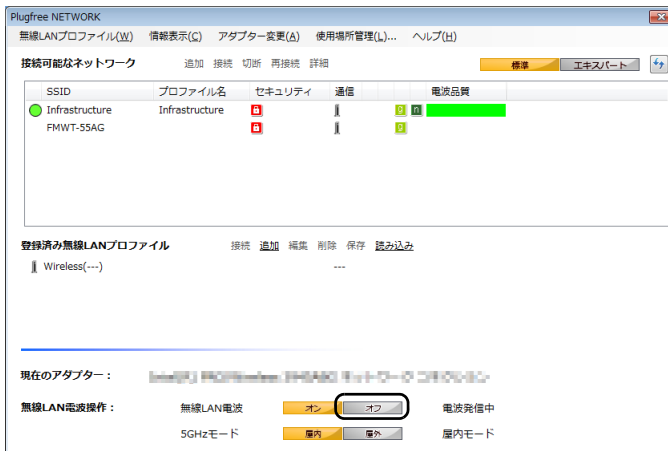 Plugfree NETWORK
無線LANプロファイル(W) 情報表示(C) アダプター変更(A) 使用場所管理(L)... ヘルプ(H)
接続可能なネットワーク 追加 接続 切断 再接続 詳細 標準 エキスパート
SSID プロファイル名 セキュリティ 通信 電波品質
Infrastructure Infrastructure g n
FMWT-55AG g
登録済み無線LANプロファイル 接続 追加 編集 削除 保存 読み込み
Wireless(---) ---
現在のアダプター：
無線LAN電波操作： 無線LAN電波 オン オフ 電波発信中
5GHzモード 屋内 屋外 屋内モード